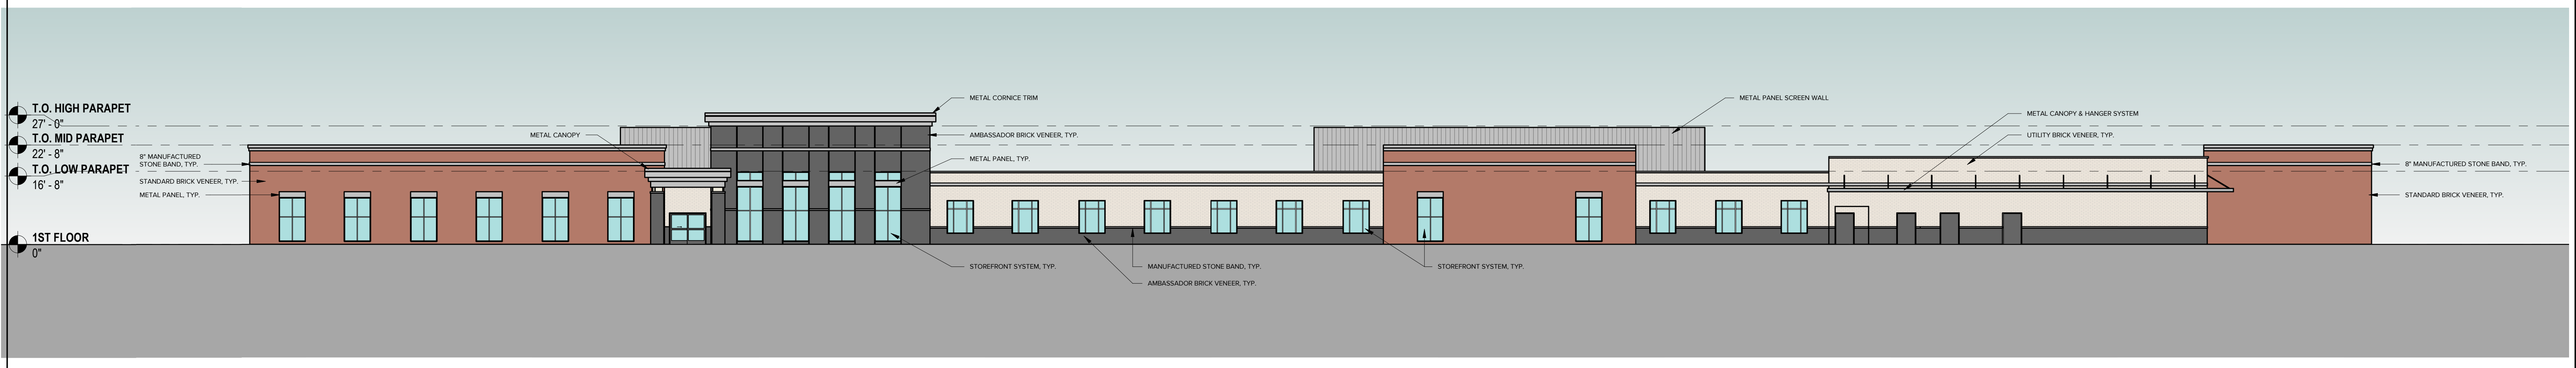 T.O. HIGH PARAPET
27' - 0"
T.O. MID PARAPET
22' - 8"
T.O. LOW PARAPET
16' - 8"
1ST FLOOR
0"
8" MANUFACTURED
STONE BAND, TYP.
STANDARD BRICK VENEER, TYP.
METAL PANEL, TYP.
METAL CANOPY
METAL CORNICE TRIM
AMBASSADOR BRICK VENEER, TYP.
METAL PANEL, TYP.
STOREFRONT SYSTEM, TYP.
MANUFACTURED STONE BAND, TYP.
AMBASSADOR BRICK VENEER, TYP.
STOREFRONT SYSTEM, TYP.
METAL PANEL SCREEN WALL
METAL CANOPY & HANGER SYSTEM
UTILITY BRICK VENEER, TYP.
8" MANUFACTURED STONE BAND, TYP.
STANDARD BRICK VENEER, TYP.